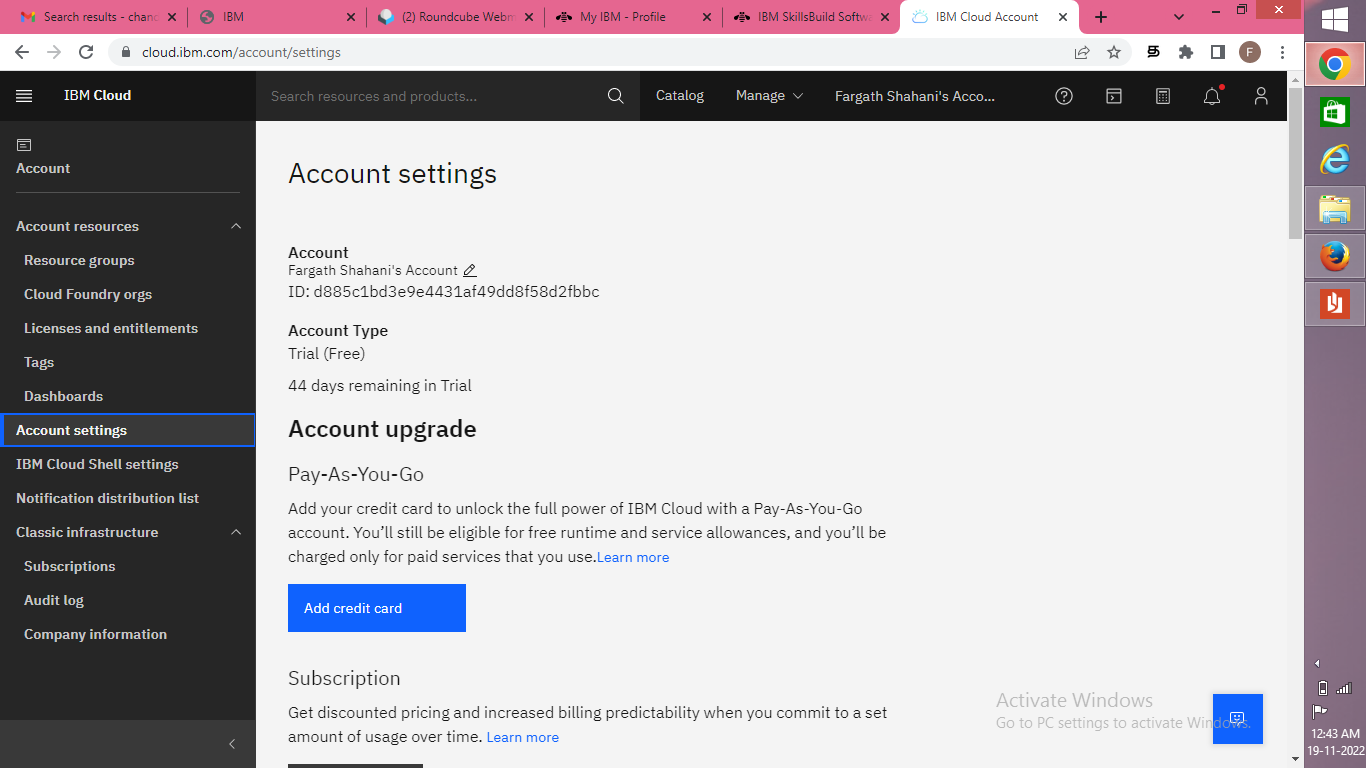 Search results - chand
IBM
(2) Roundcube Webm
My IBM - Profile
IBM SkillsBuild Softwa
IBM Cloud Account
cloud.ibm.com/account/settings
F
IBM Cloud
Search resources and products...
Catalog
Manage
Fargath Shahani's Acco...
Account
Account resources
Resource groups
Cloud Foundry orgs
Licenses and entitlements
Tags
Dashboards
Account settings
IBM Cloud Shell settings
Notification distribution list
Classic infrastructure
Subscriptions
Audit log
Company information
Account settings
Account
Fargath Shahani's Account
ID: d885c1bd3e9e4431af49dd8f58d2fbbc
Account Type
Trial (Free)
44 days remaining in Trial
Account upgrade
Pay-As-You-Go
Add your credit card to unlock the full power of IBM Cloud with a Pay-As-You-Go
account. You’ll still be eligible for free runtime and service allowances, and you’ll be
charged only for paid services that you use.Learn more
Add credit card
Subscription
Get discounted pricing and increased billing predictability when you commit to a set
amount of usage over time. Learn more
Activate Windows
Go to PC settings to activate Windows.
12:43 AM
19-11-2022